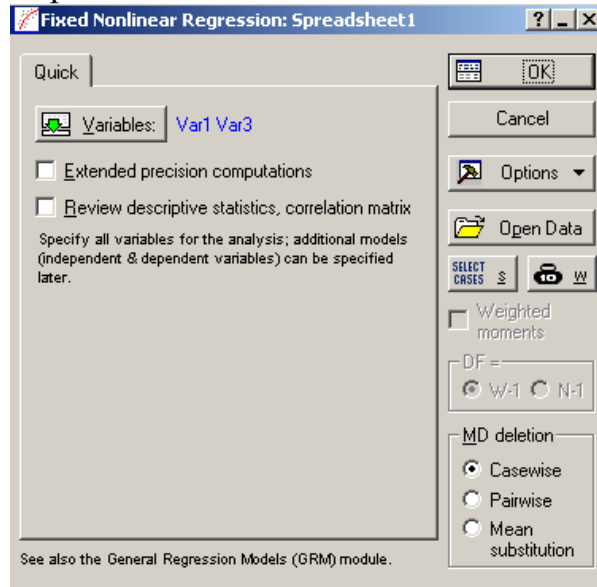 Fixed Nonlinear Regression: Spreadsheet1
Quick
Variables: Var1 Var3
Extended precision computations
Review descriptive statistics, correlation matrix
Specify all variables for the analysis; additional models
(independent & dependent variables) can be specified
later.
See also the General Regression Models (GRM) module.
OK
Cancel
Options
Open Data
SELECT
CASES S
W
Weighted
moments
DF =
W-1 N-1
MD deletion
Casewise
Pairwise
Mean
substitution